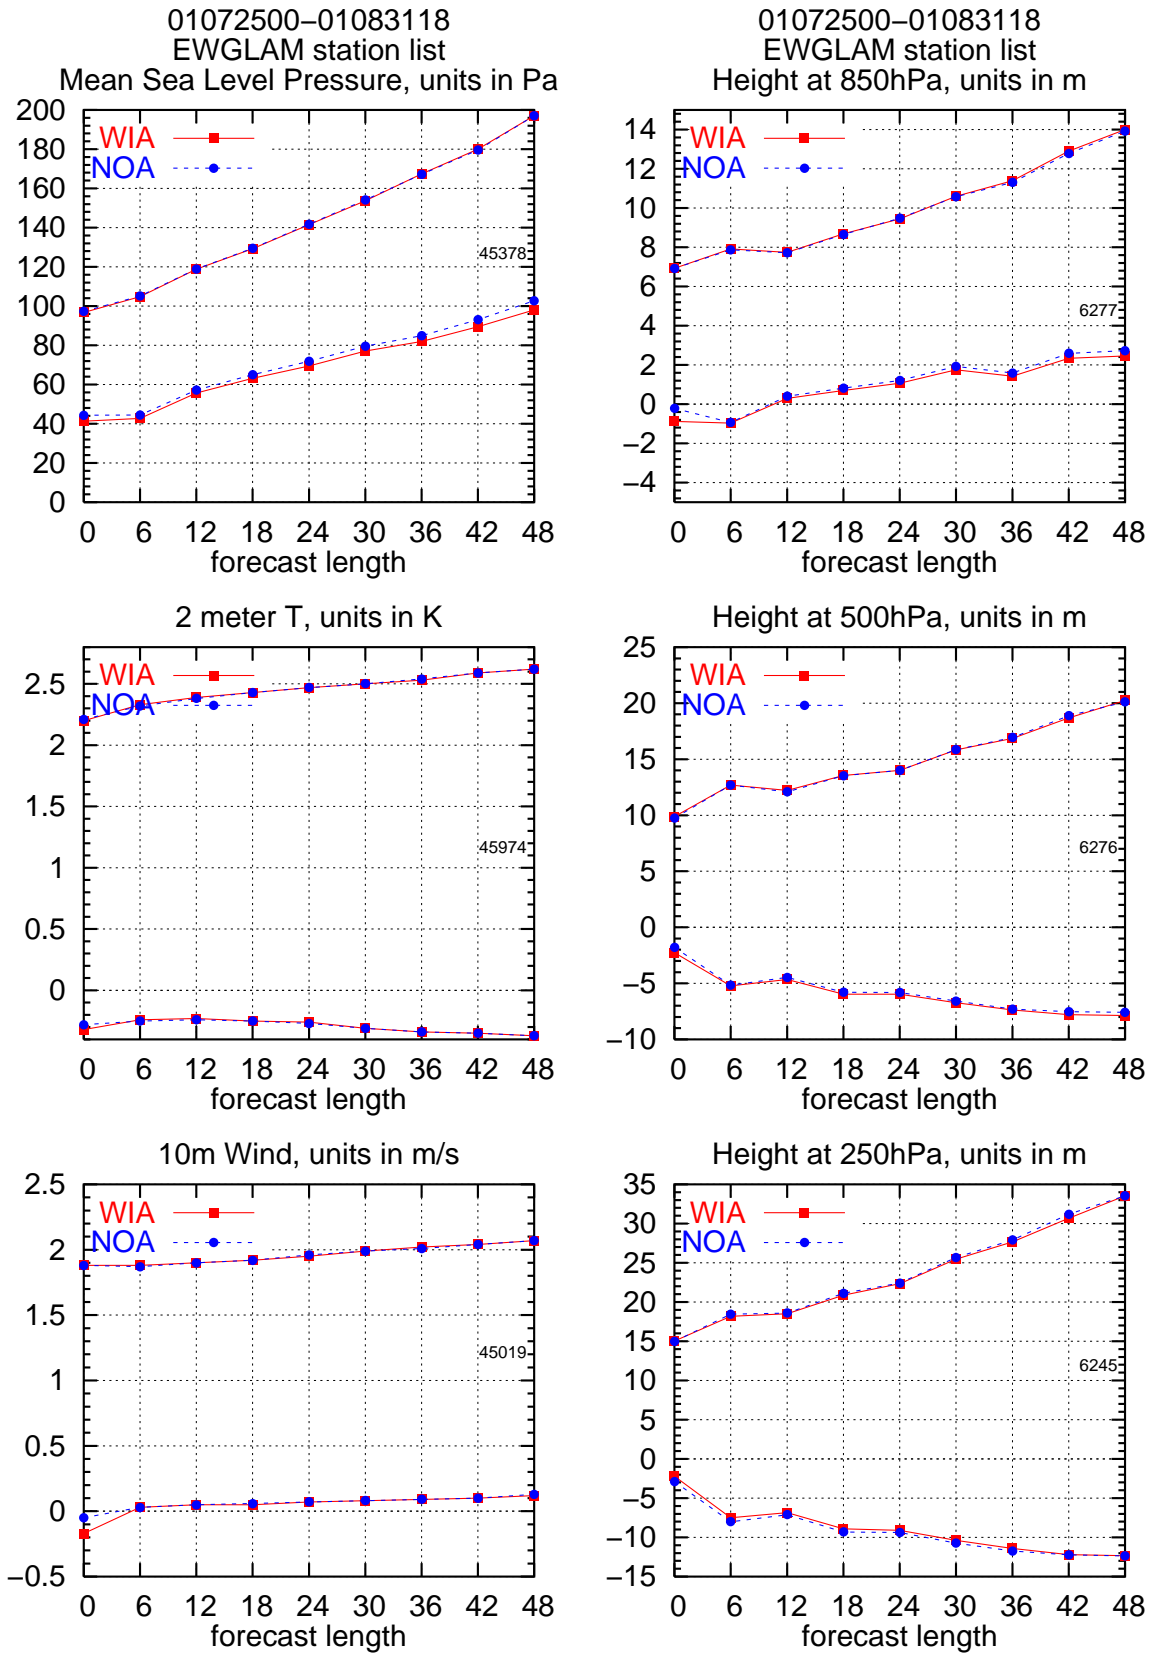 01072500−01083118
EWGLAM station list
Mean Sea Level Pressure, units in Pa
200
180
160
140
120
100
80
60
40
20
0
WIA
NOA
45378
0 6 12 18 24 30 36 42 48
forecast length
01072500−01083118
EWGLAM station list
Height at 850hPa, units in m
14
12
10
8
6
4
2
0
−2
−4
WIA
NOA
6277
0 6 12 18 24 30 36 42 48
forecast length
2 meter T, units in K
2.5
2
1.5
1
0.5
0
WIA
NOA
45974
0 6 12 18 24 30 36 42 48
forecast length
Height at 500hPa, units in m
25
20
15
10
5
0
−5
−10
WIA
NOA
6276
0 6 12 18 24 30 36 42 48
forecast length
10m Wind, units in m/s
2.5
2
1.5
1
0.5
0
−0.5
WIA
NOA
45019
0 6 12 18 24 30 36 42 48
forecast length
Height at 250hPa, units in m
35
30
25
20
15
10
5
0
−5
−10
−15
WIA
NOA
6245
0 6 12 18 24 30 36 42 48
forecast length